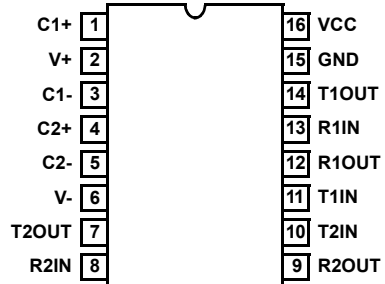 C1+ 1 16 VCC
V+ 2 15 GND
C1- 3 14 T1OUT
C2+ 4 13 R1IN
C2- 5 12 R1OUT
V- 6 11 T1IN
T2OUT 7 10 T2IN
R2IN 8 9 R2OUT